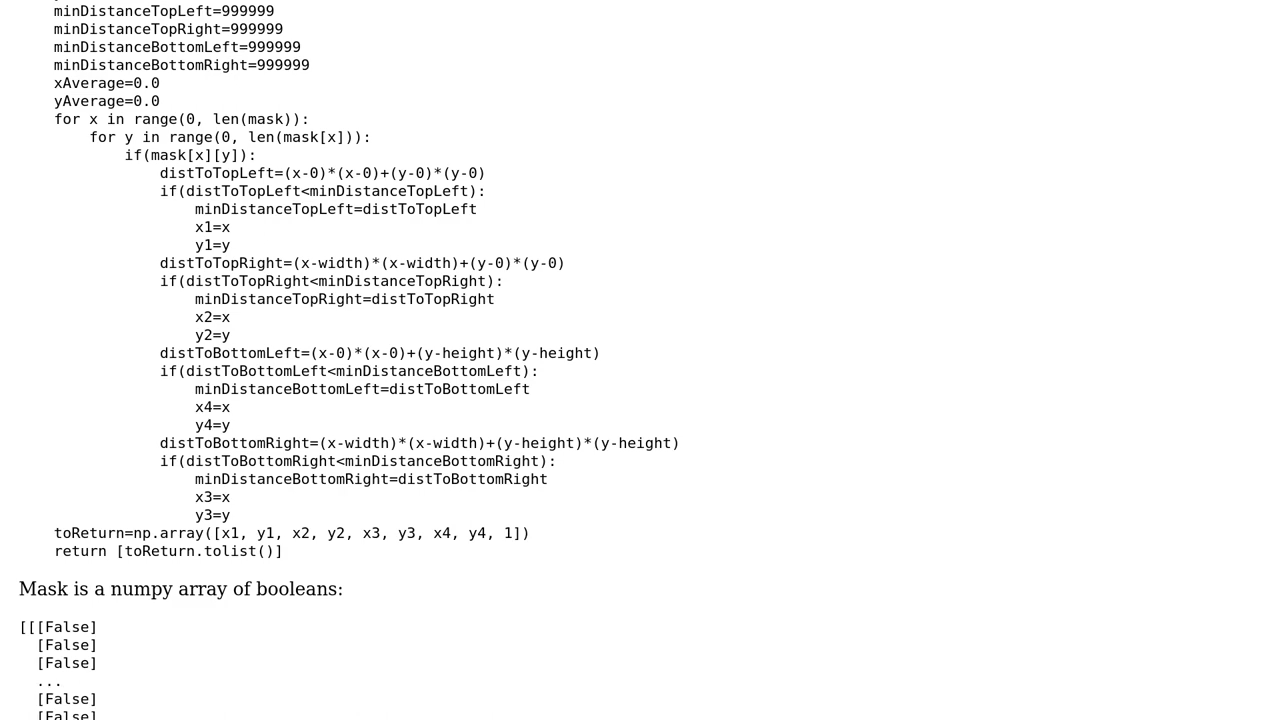 minDistanceTopLeft=999999
minDistanceTopRight=999999
minDistanceBottomLeft=999999
minDistanceBottomRight=999999
xAverage=0.0
yAverage=0.0
for x in range(0, len(mask)):
for y in range(0, len(mask[x])):
if(mask[x][y]):
distToTopLeft=(x-0)*(x-0)+(y-0)*(y-0)
if(distToTopLeft<minDistanceTopLeft):
minDistanceTopLeft=distToTopLeft
x1=x
y1=y
distToTopRight=(x-width)*(x-width)+(y-0)*(y-0)
if(distToTopRight<minDistanceTopRight):
minDistanceTopRight=distToTopRight
x2=x
y2=y
distToBottomLeft=(x-0)*(x-0)+(y-height)*(y-height)
if(distToBottomLeft<minDistanceBottomLeft):
minDistanceBottomLeft=distToBottomLeft
x4=x
y4=y
distToBottomRight=(x-width)*(x-width)+(y-height)*(y-height)
if(distToBottomRight<minDistanceBottomRight):
minDistanceBottomRight=distToBottomRight
x3=x
y3=y
toReturn=np.array([x1, y1, x2, y2, x3, y3, x4, y4, 1])
return [toReturn.tolist()]
Mask is a numpy array of booleans:
[[[False]
[False]
[False]
...
[False]
[False]